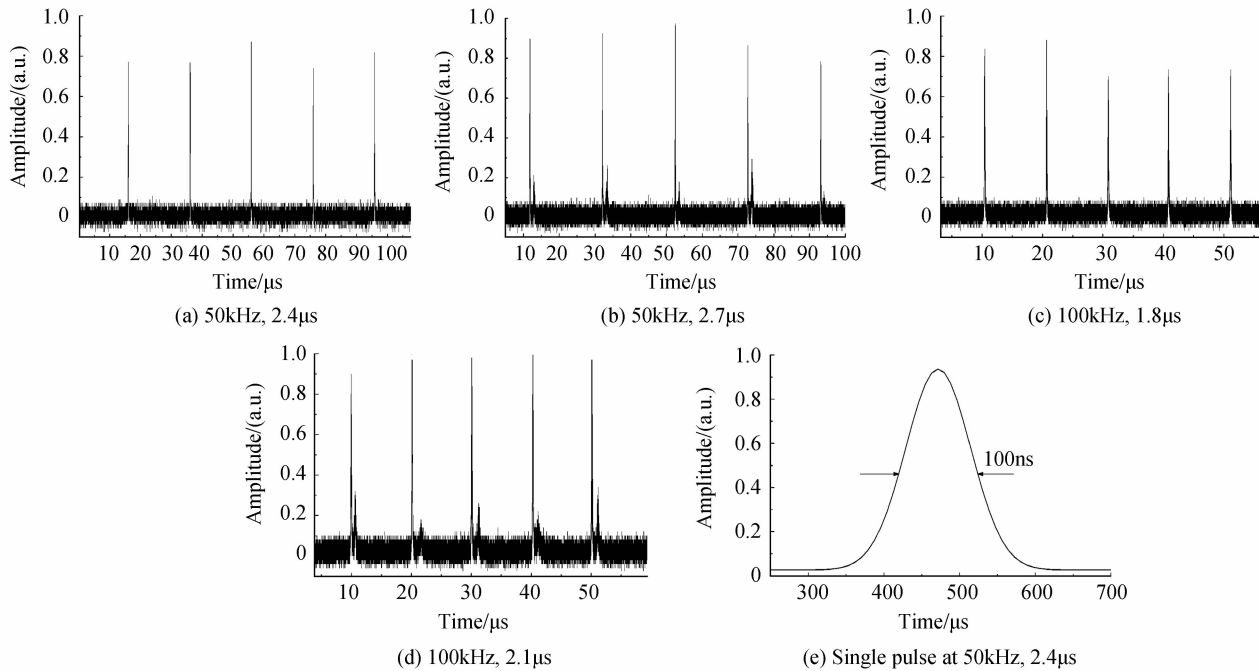 1.0
0.8
0.6
0.4
0.2
0
Amplitude/(a.u.)
10 20 30 40 50 60 70 80 90 100
Time/μs
(a) 50kHz, 2.4μs
1.0
0.8
0.6
0.4
0.2
0
Amplitude/(a.u.)
10 20 30 40 50 60 70 80 90 100
Time/μs
(b) 50kHz, 2.7μs
1.0
0.8
0.6
0.4
0.2
0
Amplitude/(a.u.)
10 20 30 40 50
Time/μs
(c) 100kHz, 1.8μs
1.0
0.8
0.6
0.4
0.2
0
Amplitude/(a.u.)
10 20 30 40 50
Time/μs
(d) 100kHz, 2.1μs
1.0
0.8
0.6
0.4
0.2
0
Amplitude/(a.u.)
100ns
300 400 500 600 700
Time/μs
(e) Single pulse at 50kHz, 2.4μs